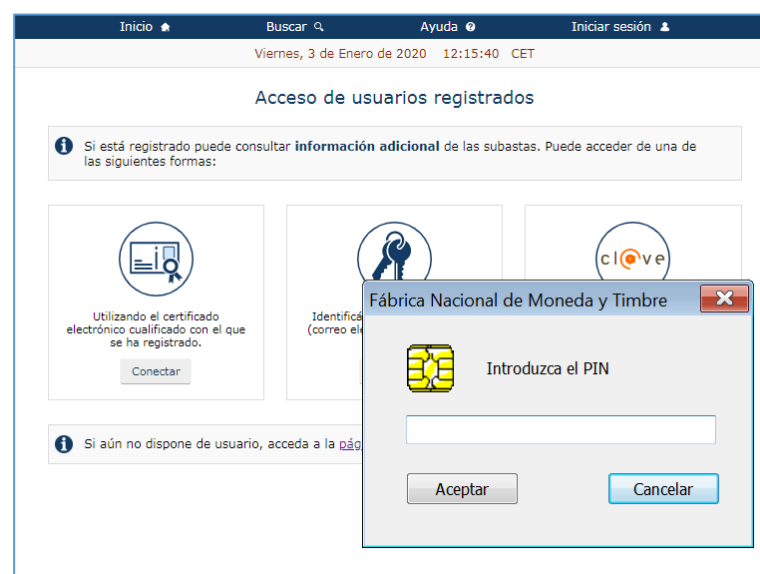 Inicio Buscar Ayuda Iniciar sesión
Viernes, 3 de Enero de 2020 12:15:40 CET
Acceso de usuarios registrados
Si está registrado puede consultar información adicional de las subastas. Puede acceder de una de
las siguientes formas:
cl@ve
Utilizando el certificado
electrónico cualificado con el que
se ha registrado.
Conectar
(correo
Fábrica Nacional de Moneda y Timbre
Introduzca el PIN
Aceptar Cancelar
Si aún no dispone de usuario, acceda a la